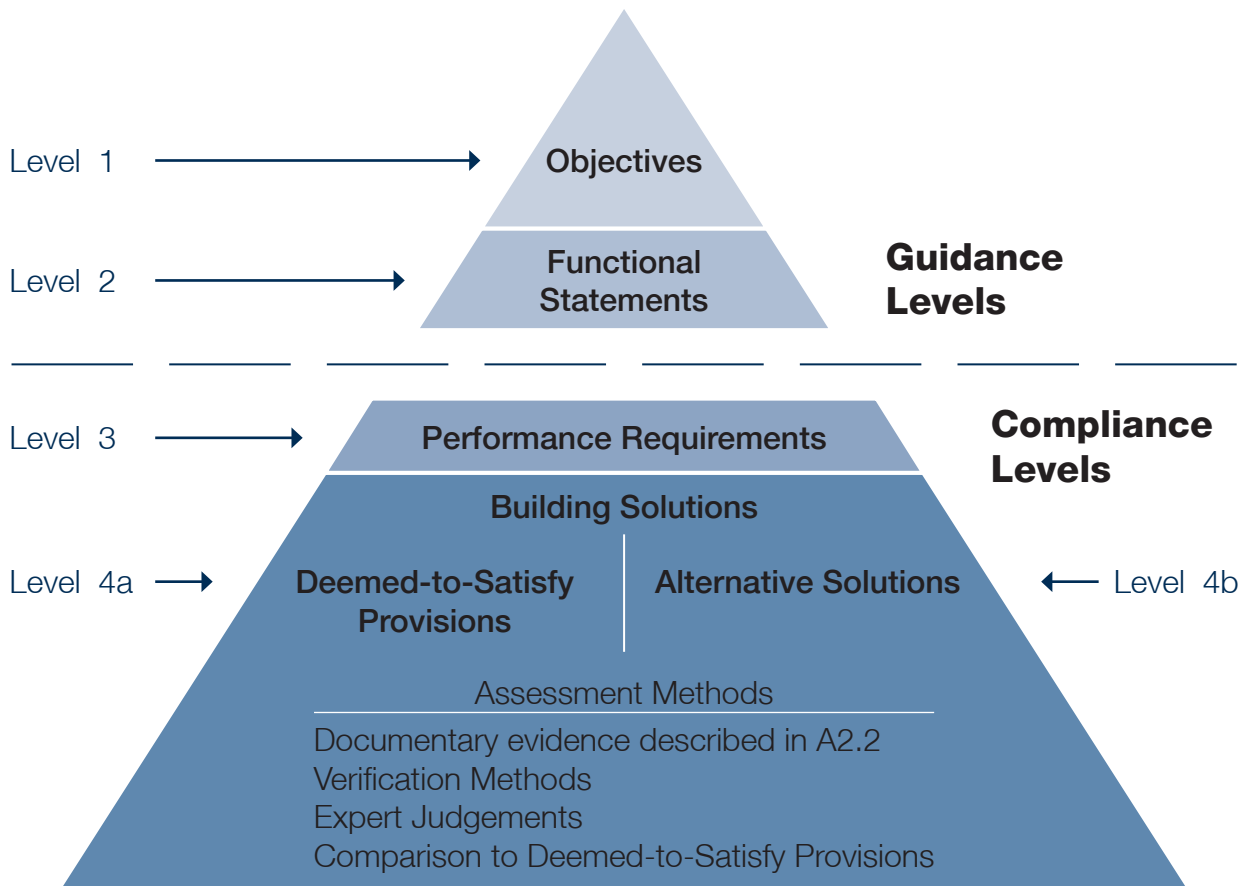 Level 1
Objectives
Level 2
Functional
Statements
Guidance
Levels
Level 3
Performance Requirements
Compliance
Levels
Building Solutions
Level 4a
Deemed-to-Satisfy
Provisions
Alternative Solutions
Level 4b
Assessment Methods
Documentary evidence described in A2.2
Verification Methods
Expert Judgements
Comparison to Deemed-to-Satisfy Provisions